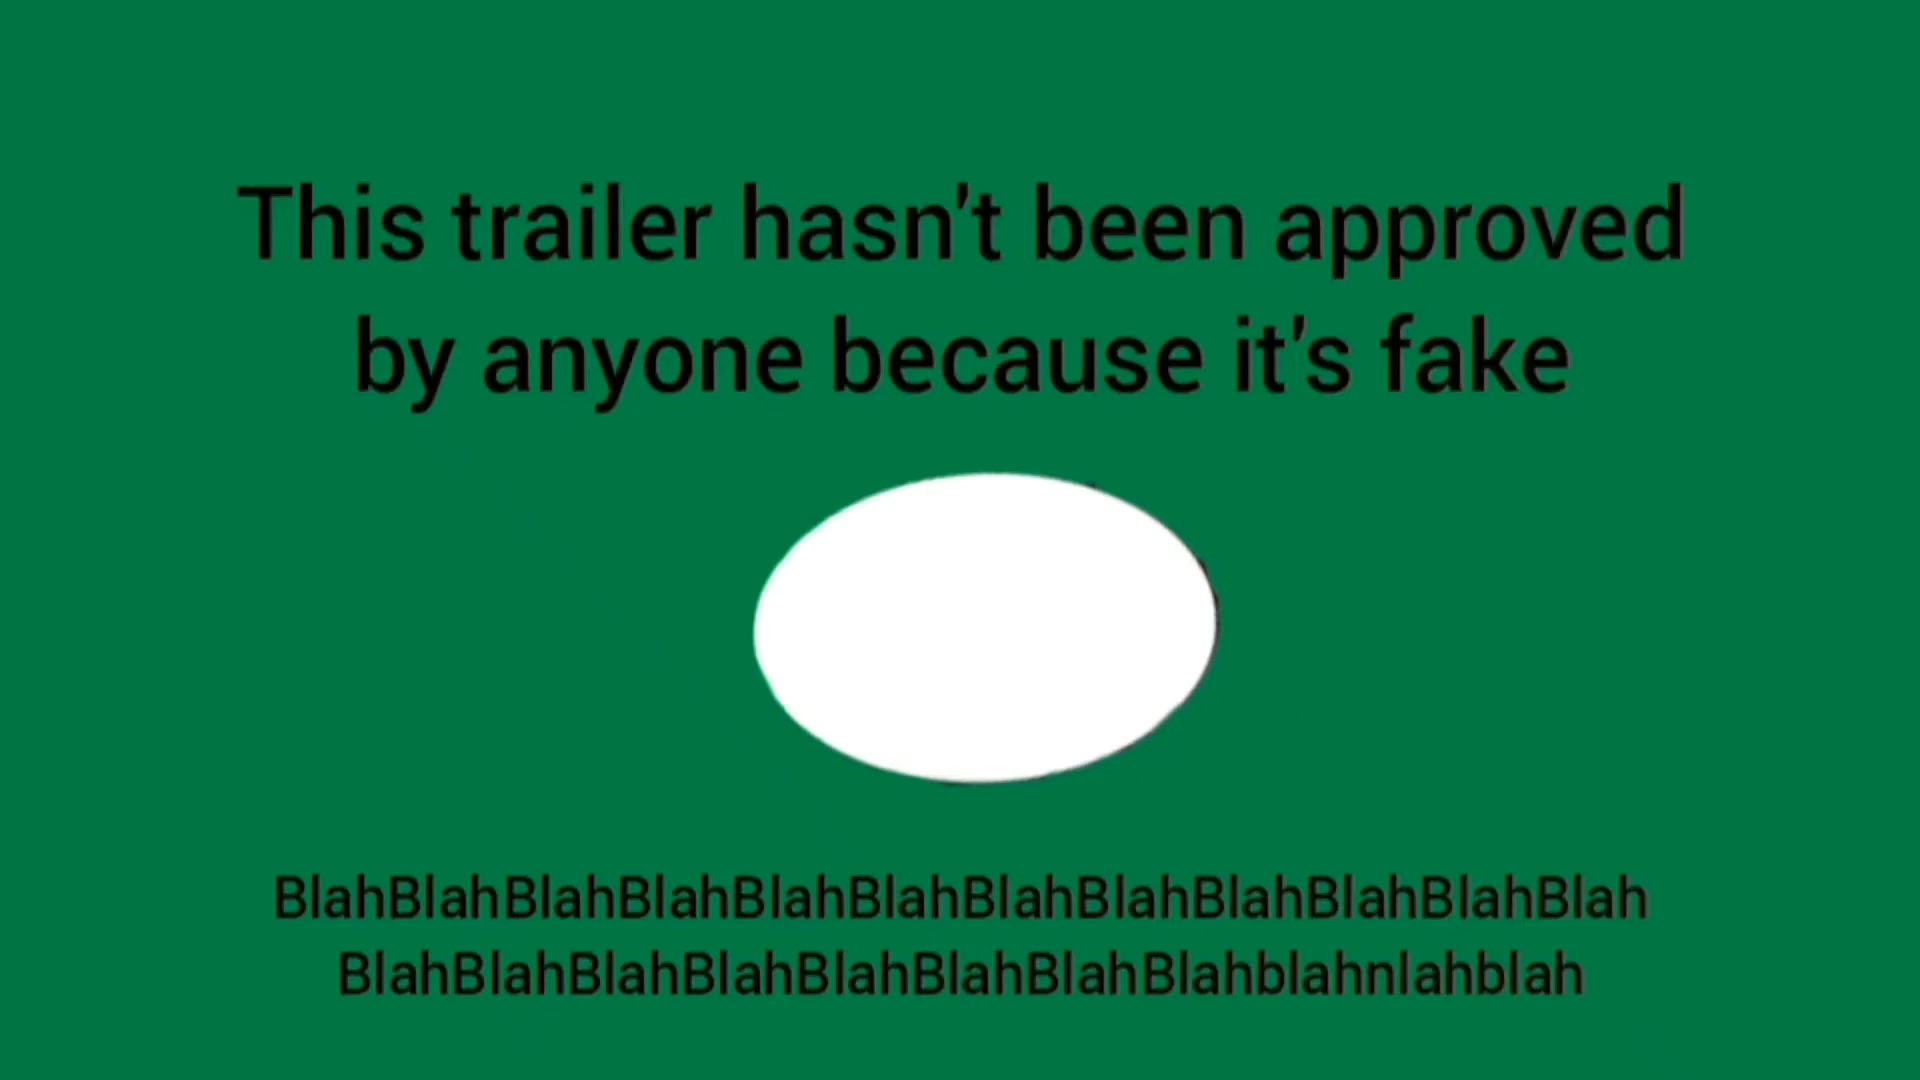 This trailer hasn't been approved
by anyone because it's fake
BlahBlahBlahBlahBlahBlahBlahBlahBlahBlahBlahBlah
BlahBlahBlahBlahBlahBlahBlahBlahblahnlahblah